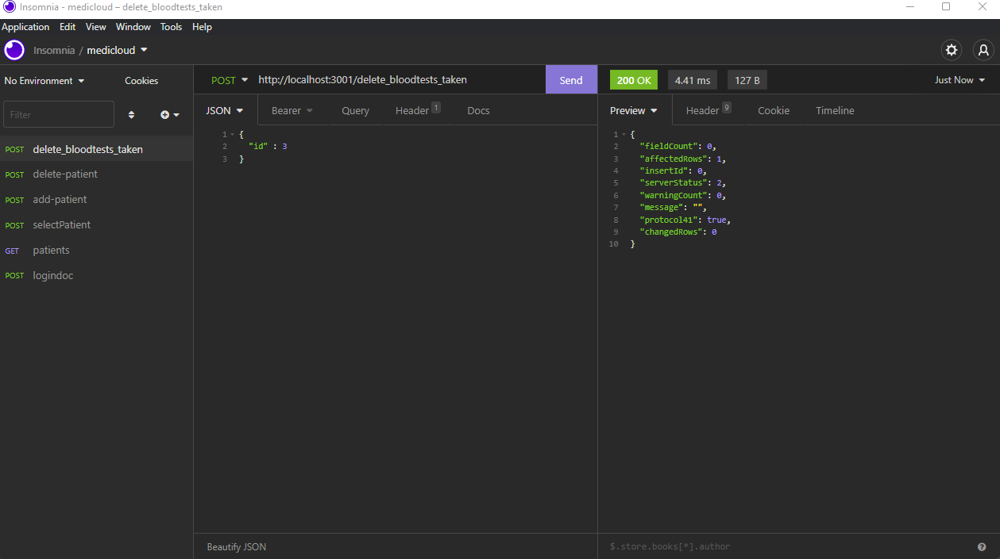 Insomnia - medicloud – delete_bloodtests_taken
Application Edit View Window Tools Help
Insomnia / medicloud
No Environment Cookies
Filter
POST delete_bloodtests_taken
POST delete-patient
POST add-patient
POST selectPatient
GET patients
POST logindoc
POST http://localhost:3001/delete_bloodtests_taken Send
JSON Bearer Query Header 1 Docs
1 {
2 "id" : 3
3 }
Beautify JSON
200 OK 4.41 ms 127 B Just Now
Preview Header 9 Cookie Timeline
1 {
2 "fieldCount": 0,
3 "affectedRows": 1,
4 "insertId": 0,
5 "serverStatus": 2,
6 "warningCount": 0,
7 "message": "",
8 "protocol41": true,
9 "changedRows": 0
10 }
$.store.books[*].author
?